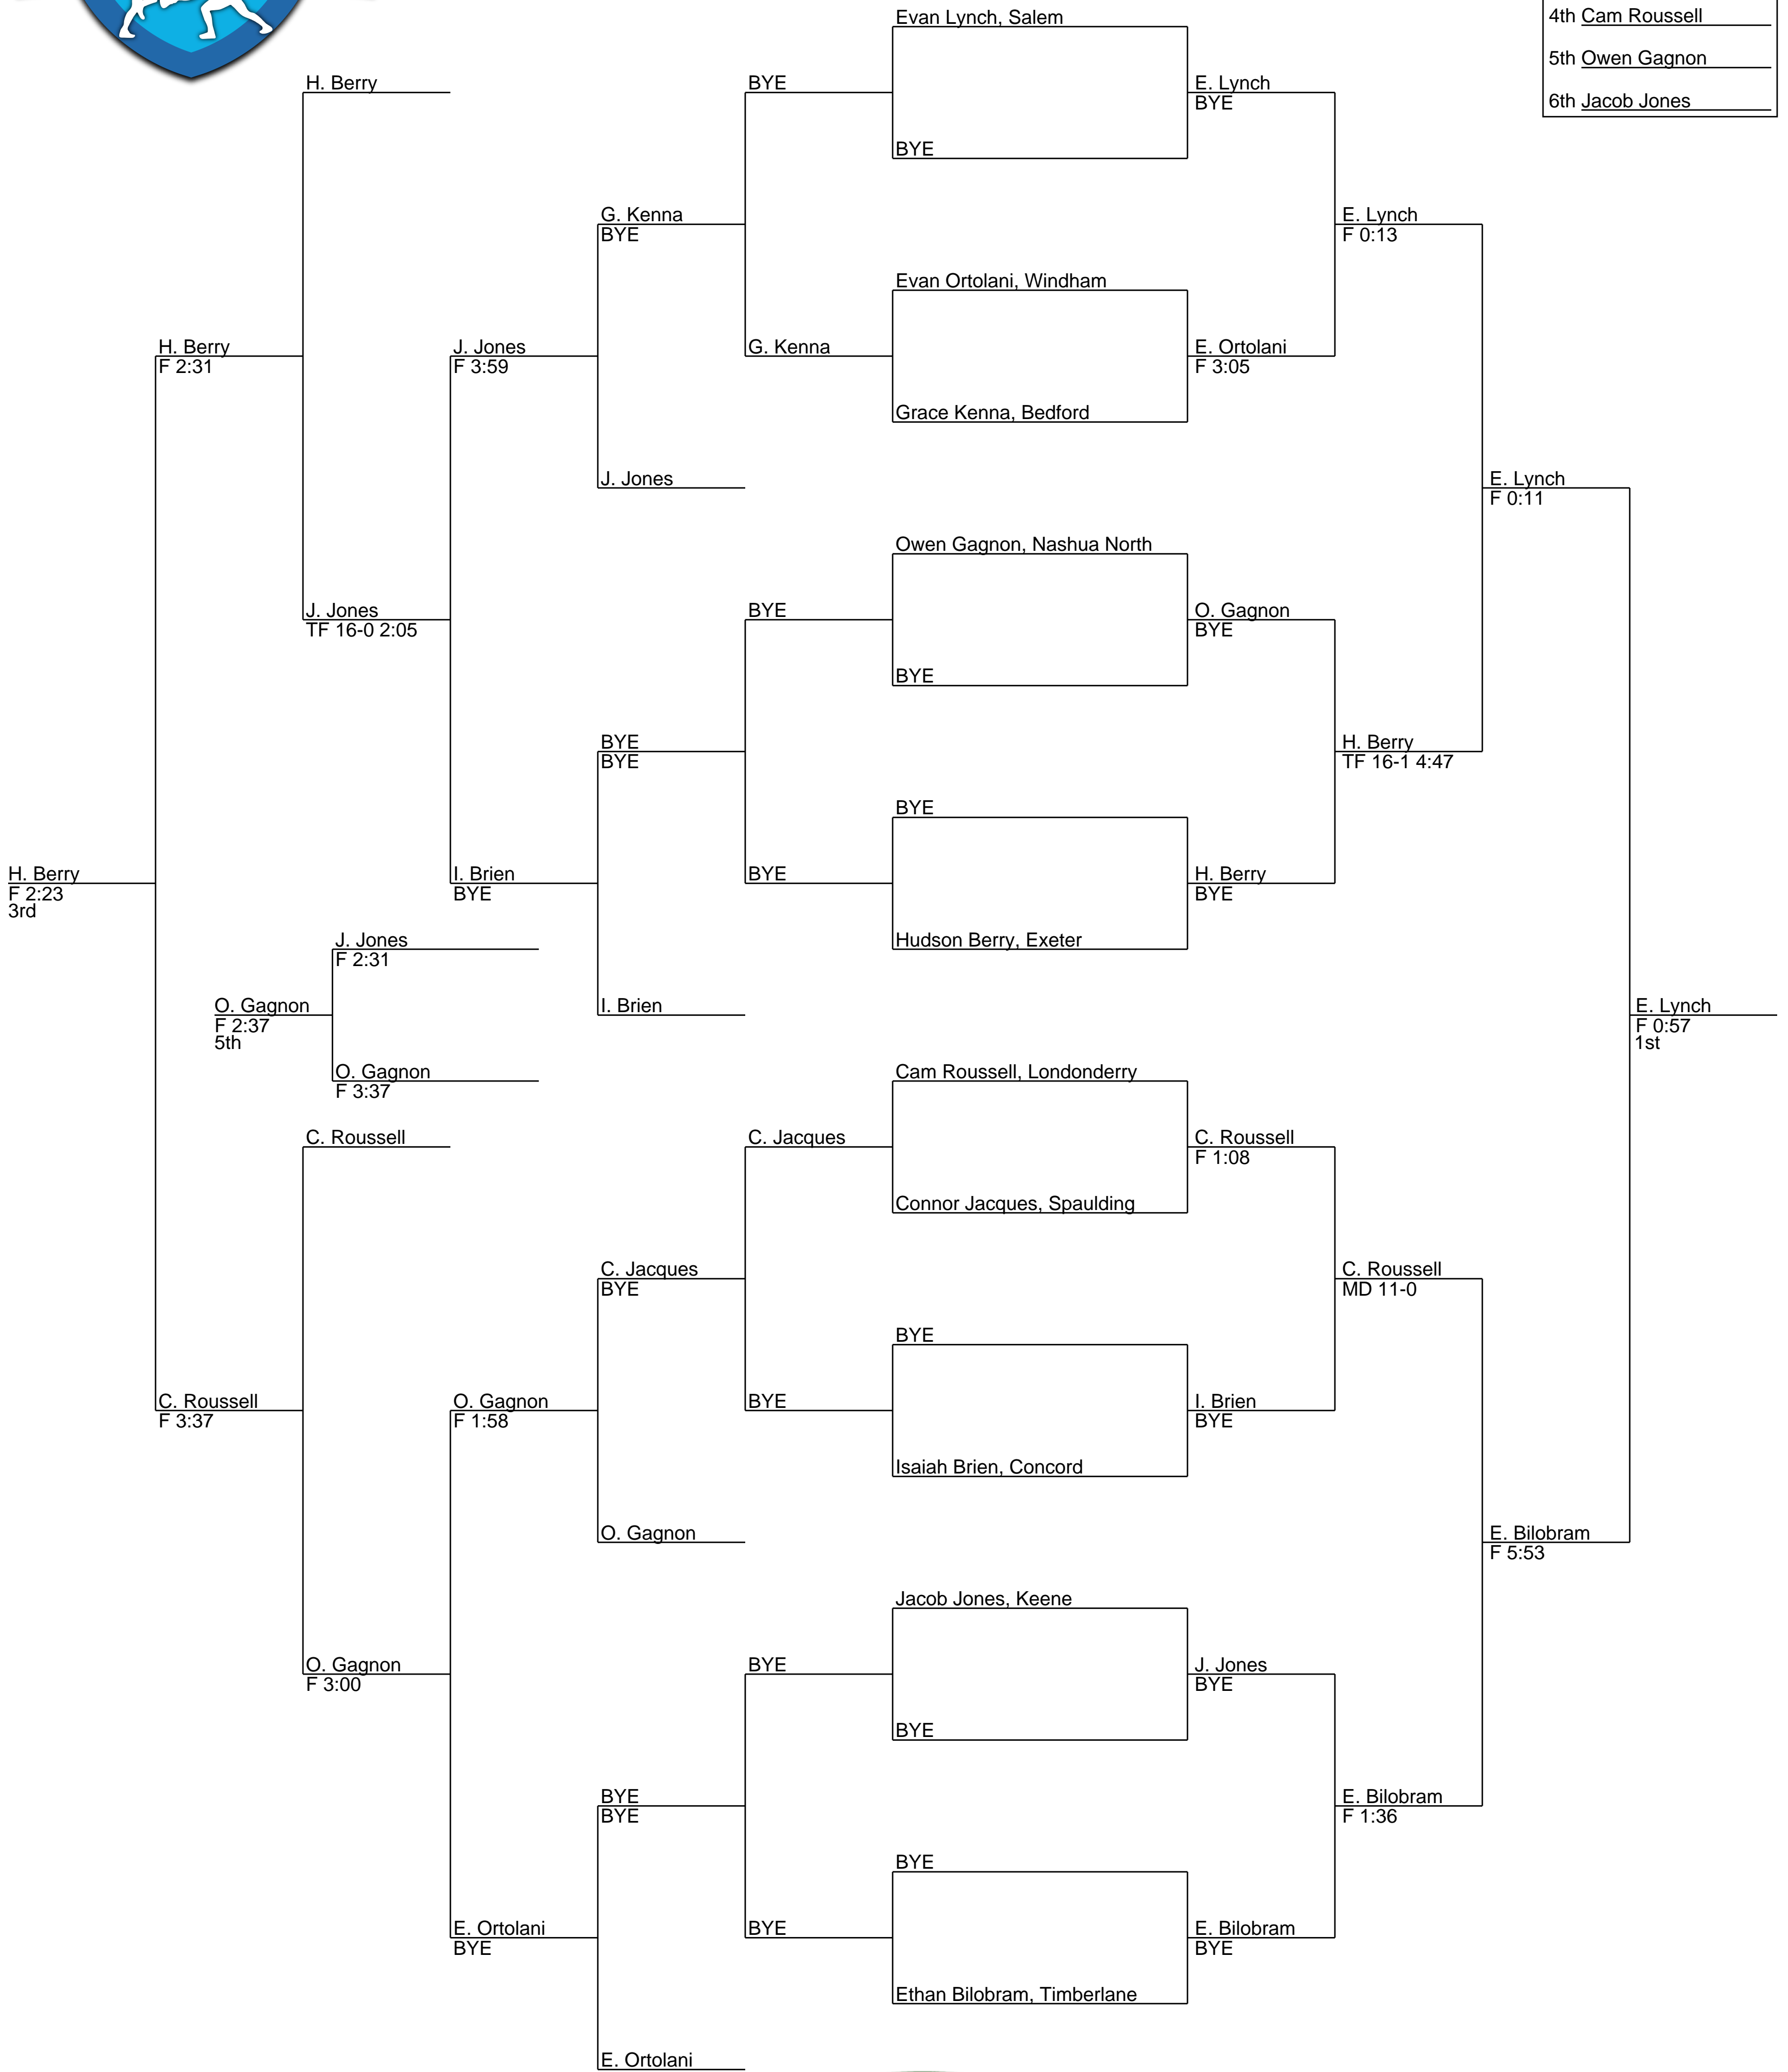 Evan Lynch, Salem
4th Cam Roussell
5th Owen Gagnon
H. Berry
BYE
E. Lynch
BYE
6th Jacob Jones
BYE
G. Kenna
BYE
E. Lynch
F 0:13
Evan Ortolani, Windham
H. Berry
F 2:31
J. Jones
F 3:59
G. Kenna
E. Ortolani
F 3:05
Grace Kenna, Bedford
J. Jones
E. Lynch
F 0:11
Owen Gagnon, Nashua North
J. Jones
TF 16-0 2:05
BYE
O. Gagnon
BYE
BYE
BYE
BYE
H. Berry
TF 16-1 4:47
BYE
H. Berry
F 2:23
3rd
I. Brien
BYE
BYE
H. Berry
BYE
J. Jones
F 2:31
Hudson Berry, Exeter
O. Gagnon
F 2:37
5th
I. Brien
E. Lynch
F 0:57
1st
O. Gagnon
F 3:37
Cam Roussell, Londonderry
C. Roussell
C. Jacques
C. Roussell
F 1:08
Connor Jacques, Spaulding
C. Jacques
BYE
C. Roussell
MD 11-0
BYE
C. Roussell
F 3:37
O. Gagnon
F 1:58
BYE
I. Brien
BYE
Isaiah Brien, Concord
O. Gagnon
E. Bilobram
F 5:53
Jacob Jones, Keene
O. Gagnon
F 3:00
BYE
J. Jones
BYE
BYE
BYE
BYE
E. Bilobram
F 1:36
BYE
E. Ortolani
BYE
BYE
E. Bilobram
BYE
Ethan Bilobram, Timberlane
E. Ortolani